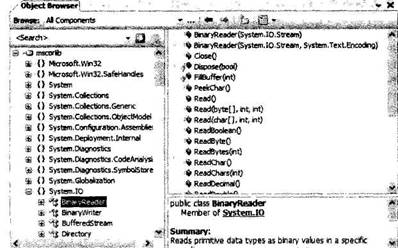 Object Browser
Browse: All Components
<Search>
mscorlib
{} Microsoft.Win32
{} Microsoft.Win32.SafeHandles
{} System
{} System.Collections
{} System.Collections.Generic
{} System.Collections.ObjectModel
{} System.Configuration.Assemblies
{} System.Deployment.Internal
{} System.Diagnostics
{} System.Diagnostics.CodeAnalysi
{} System.Diagnostics.SymbolStore
{} System.Globalization
{} System.IO
BinaryReader
BinaryWriter
BufferedStream
Directory
BinaryReader(System.IO.Stream)
BinaryReader(System.IO.Stream, System.Text.Encoding)
Close()
Dispose(bool)
FillBuffer(int)
PeekChar()
Read()
Read(byte[], int, int)
Read(char[], int, int)
ReadBoolean()
ReadByte()
ReadBytes(int)
ReadChar()
ReadChars(int)
ReadDecimal()
public class BinaryReader
Member of System.IO
Summary:
Reads primitive data types as binary values in a specific